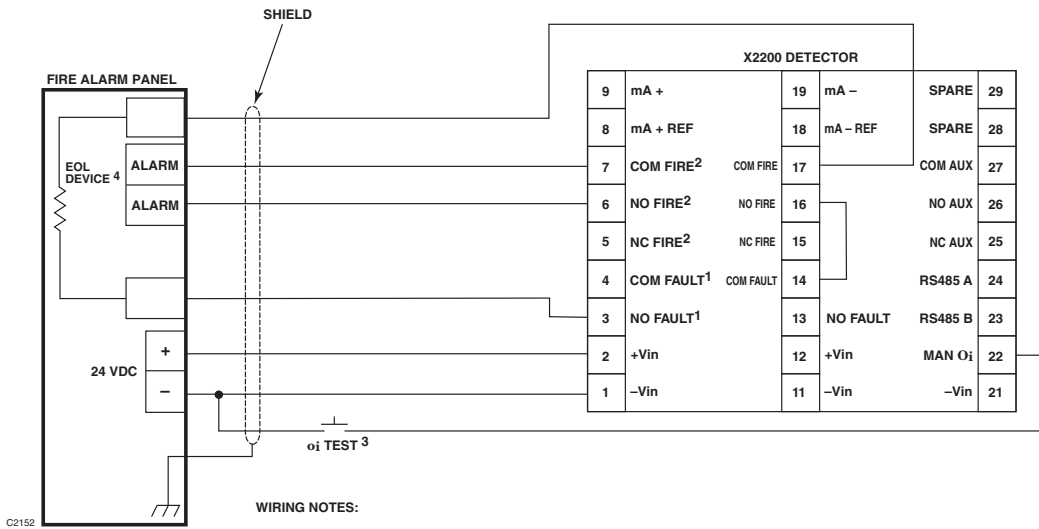 SHIELD
X2200 DETECTOR
FIRE ALARM PANEL
9 mA + 19 mA – SPARE 29
8 mA + REF 18 mA – REF SPARE 28
EOL
DEVICE 4
ALARM
7 COM FIRE2 COM FIRE 17 COM AUX 27
ALARM
6 NO FIRE2 NO FIRE 16 NO AUX 26
5 NC FIRE2 NC FIRE 15 NC AUX 25
4 COM FAULT1 COM FAULT 14 RS485 A 24
3 NO FAULT1 13 NO FAULT RS485 B 23
24 VDC
+
–
2 +Vin 12 +Vin MAN Oi 22
1 –Vin 11 –Vin –Vin 21
oi TEST 3
WIRING NOTES:
C2152